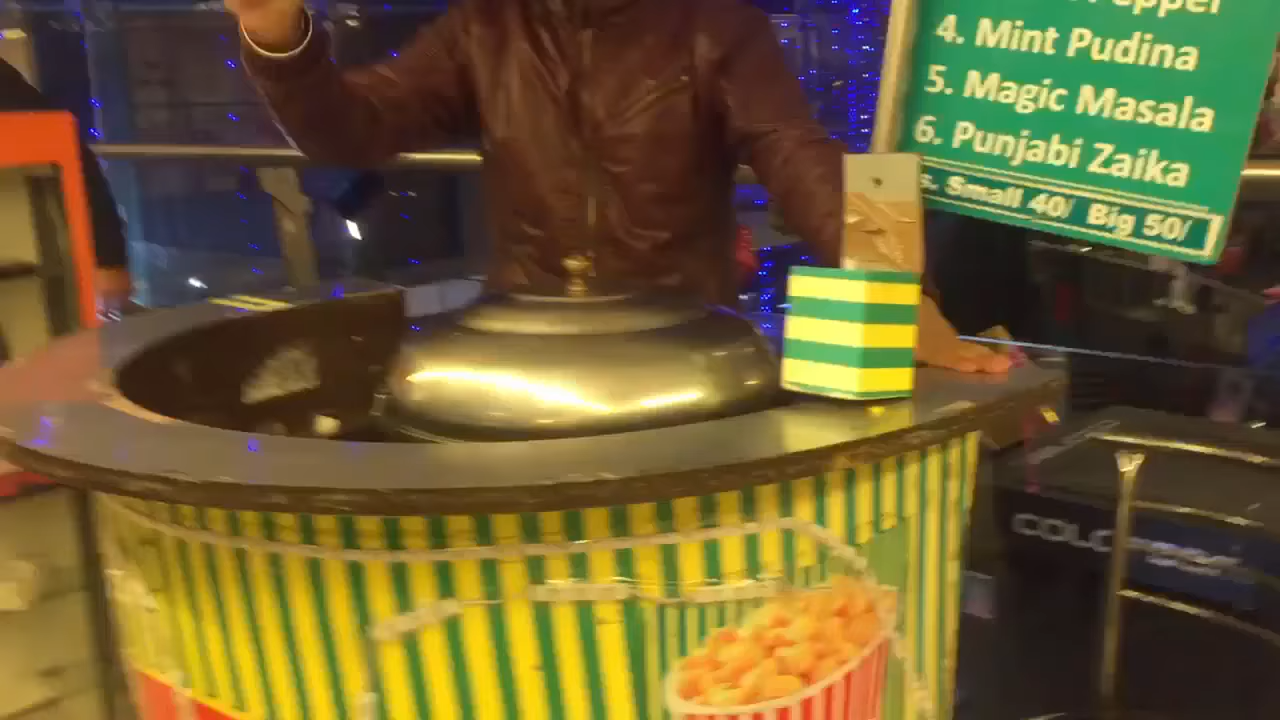 4. Mint Pudina
5. Magic Masala
6. Punjabi Zaika
Small 40/ Big 50/